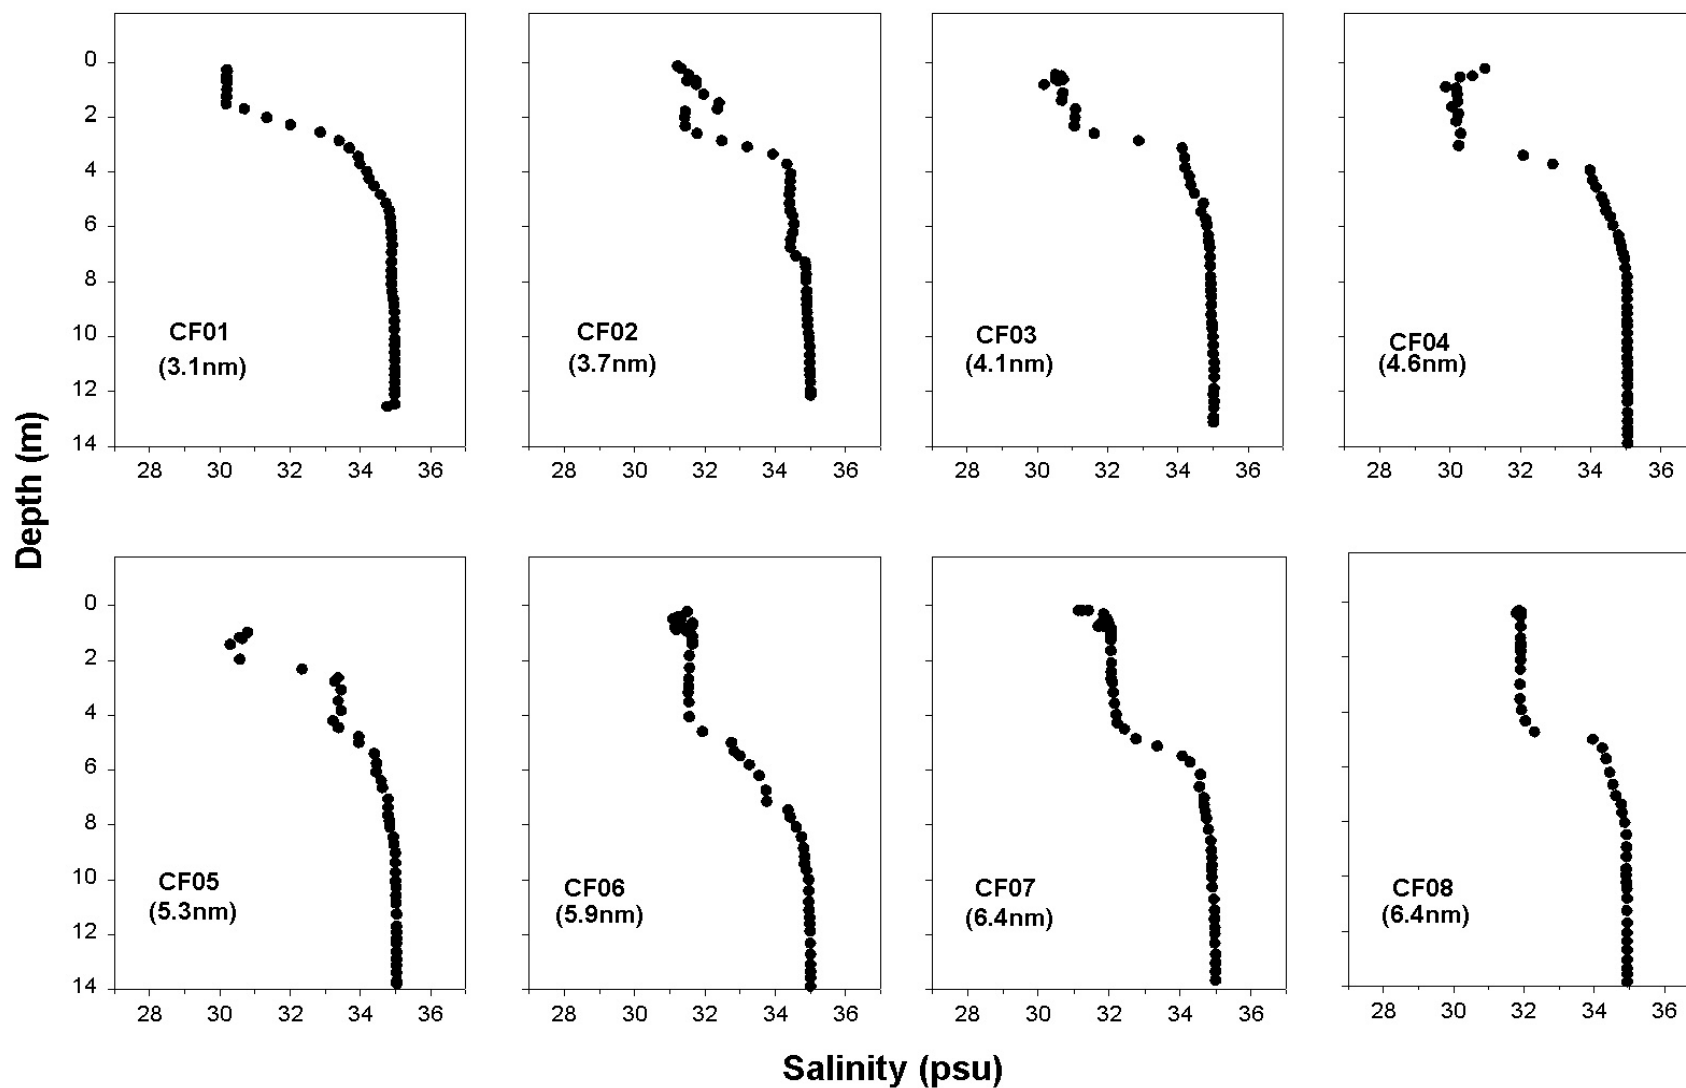 0
2
4
6
8
10
12
14
CF01
(3.1nm)
28 30 32 34 36
CF02
(3.7nm)
28 30 32 34 36
CF03
(4.1nm)
28 30 32 34 36
CF04
(4.6nm)
28 30 32 34 36
Depth (m)
0
2
4
6
8
10
12
14
CF05
(5.3nm)
28 30 32 34 36
CF06
(5.9nm)
28 30 32 34 36
CF07
(6.4nm)
28 30 32 34 36
CF08
(6.4nm)
28 30 32 34 36
Salinity (psu)